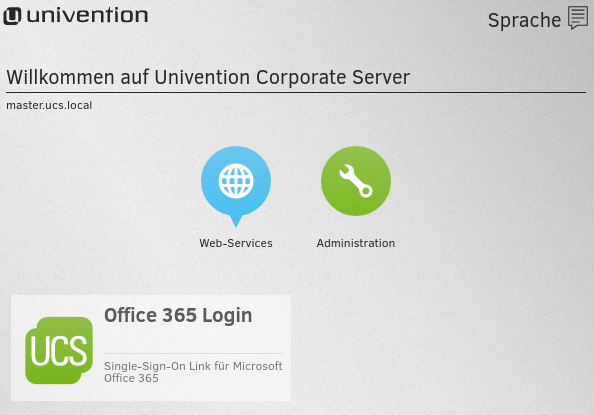 univention
Sprache
Willkommen auf Univention Corporate Server
master.ucs.local
Web-Services
Administration
UCS
Office 365 Login
Single-Sign-On Link für Microsoft
Office 365